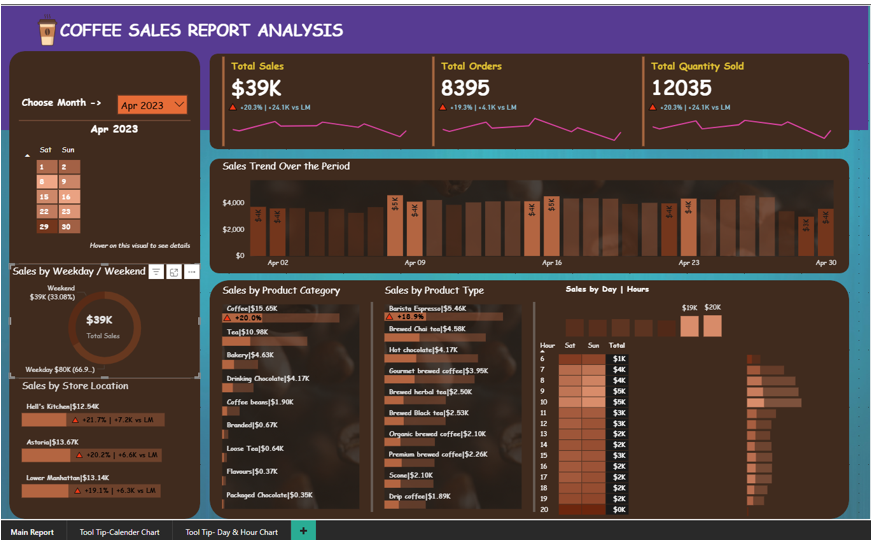 COFFEE SALES REPORT ANALYSIS
Choose Month ->
Apr 2023
Apr 2023
Sat Sun
1 2
8 9
15 16
22 23
29 30
Hover on this visual to see details
Total Sales
$39K
+20.3% | +24.1K vs LM
Total Orders
8395
+19.3% | +4.1K vs LM
Total Quantity Sold
12035
+20.3% | +24.1K vs LM
Sales Trend Over the Period
$4,000
$2,000
$0
$4K $4K $5K $4K $4K $5K $4K $4K $3K $4K
Apr 02 Apr 09 Apr 16 Apr 23 Apr 30
Sales by Weekday / Weekend
Weekend
$39K (33.08%)
$39K
Total Sales
Weekday $80K (66.9...)
Sales by Store Location
Hell's Kitchen|$12.54K
+21.7% | +7.2K vs LM
Astoria|$13.67K
+20.2% | +6.6K vs LM
Lower Manhattan|$13.14K
+19.1% | +6.3K vs LM
Sales by Product Category
Coffee|$15.65K
+20.0%
Tea|$10.98K
Bakery|$4.63K
Drinking Chocolate|$4.17K
Coffee beans|$1.90K
Branded|$0.67K
Loose Tea|$0.64K
Flavours|$0.37K
Packaged Chocolate|$0.35K
Sales by Product Type
Barista Espresso|$5.46K
+18.9%
Brewed Chai tea|$4.58K
Hot chocolate|$4.17K
Gourmet brewed coffee|$3.95K
Brewed herbal tea|$2.50K
Brewed Black tea|$2.53K
Organic brewed coffee|$2.10K
Premium brewed coffee|$2.26K
Scone|$2.10K
Drip coffee|$1.89K
Sales by Day | Hours
$19K $20K
Hour Sat Sun Total
6 $1K
7 $4K
8 $4K
9 $5K
10 $5K
11 $3K
12 $3K
13 $2K
14 $2K
15 $2K
16 $2K
17 $2K
18 $2K
19 $2K
20 $0K
Main Report Tool Tip-Calender Chart Tool Tip- Day & Hour Chart +